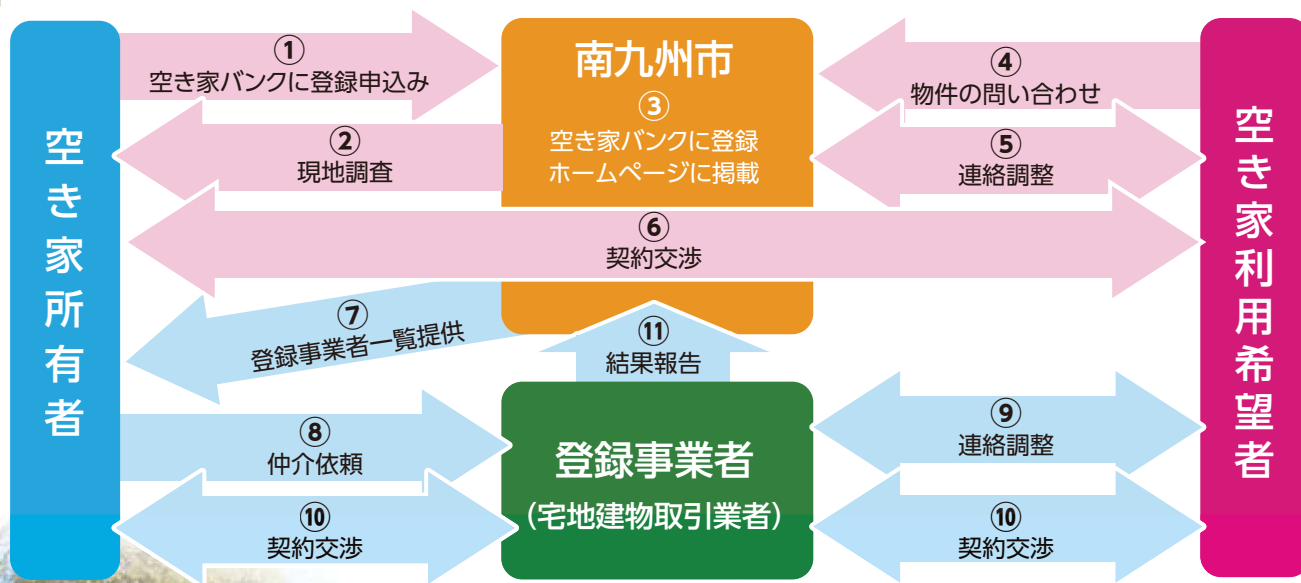 空き家所有者
①
空き家バンクに登録申込み
②
現地調査
南九州市
③
空き家バンクに登録
ホームページに掲載
④
物件の問い合わせ
⑤
連絡調整
⑥
契約交渉
⑦
登録事業者一覧提供
⑪
結果報告
⑧
仲介依頼
⑩
契約交渉
登録事業者
（宅地建物取引業者）
⑨
連絡調整
⑩
契約交渉
空き家利用希望者